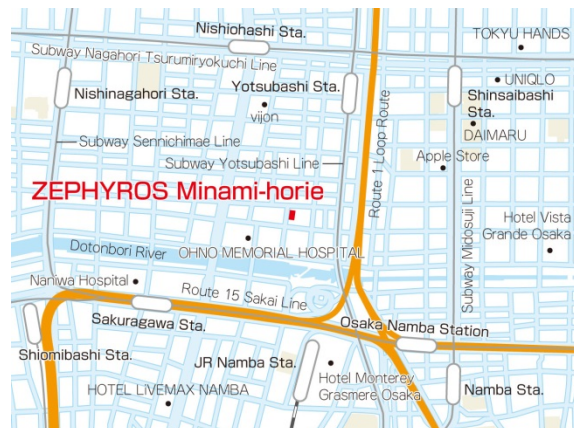 Nishiohashi Sta.
TOKYU HANDS
Subway Nagahori Tsurumiryokuchi Line
Nishinagahori Sta.
Yotsubashi Sta.
vijon
UNIQLO
Shinsaibashi
Sta.
DAIMARU
Subway Sennichimae Line
Subway Yotsubashi Line
Route 1 Loop Route
Apple Store
ZEPHYROS Minami-horie
Subway Midosuji Line
Hotel Vista
Grande Osaka
Dotonbori River
OHNO MEMORIAL HOSPITAL
Naniwa Hospital
Route 15 Sakai Line
Sakuragawa Sta.
Osaka Namba Station
Shiomibashi Sta.
JR Namba Sta.
Hotel Monterey
Grasmere Osaka
HOTEL LiVEMAX NAMBA
Namba Sta.